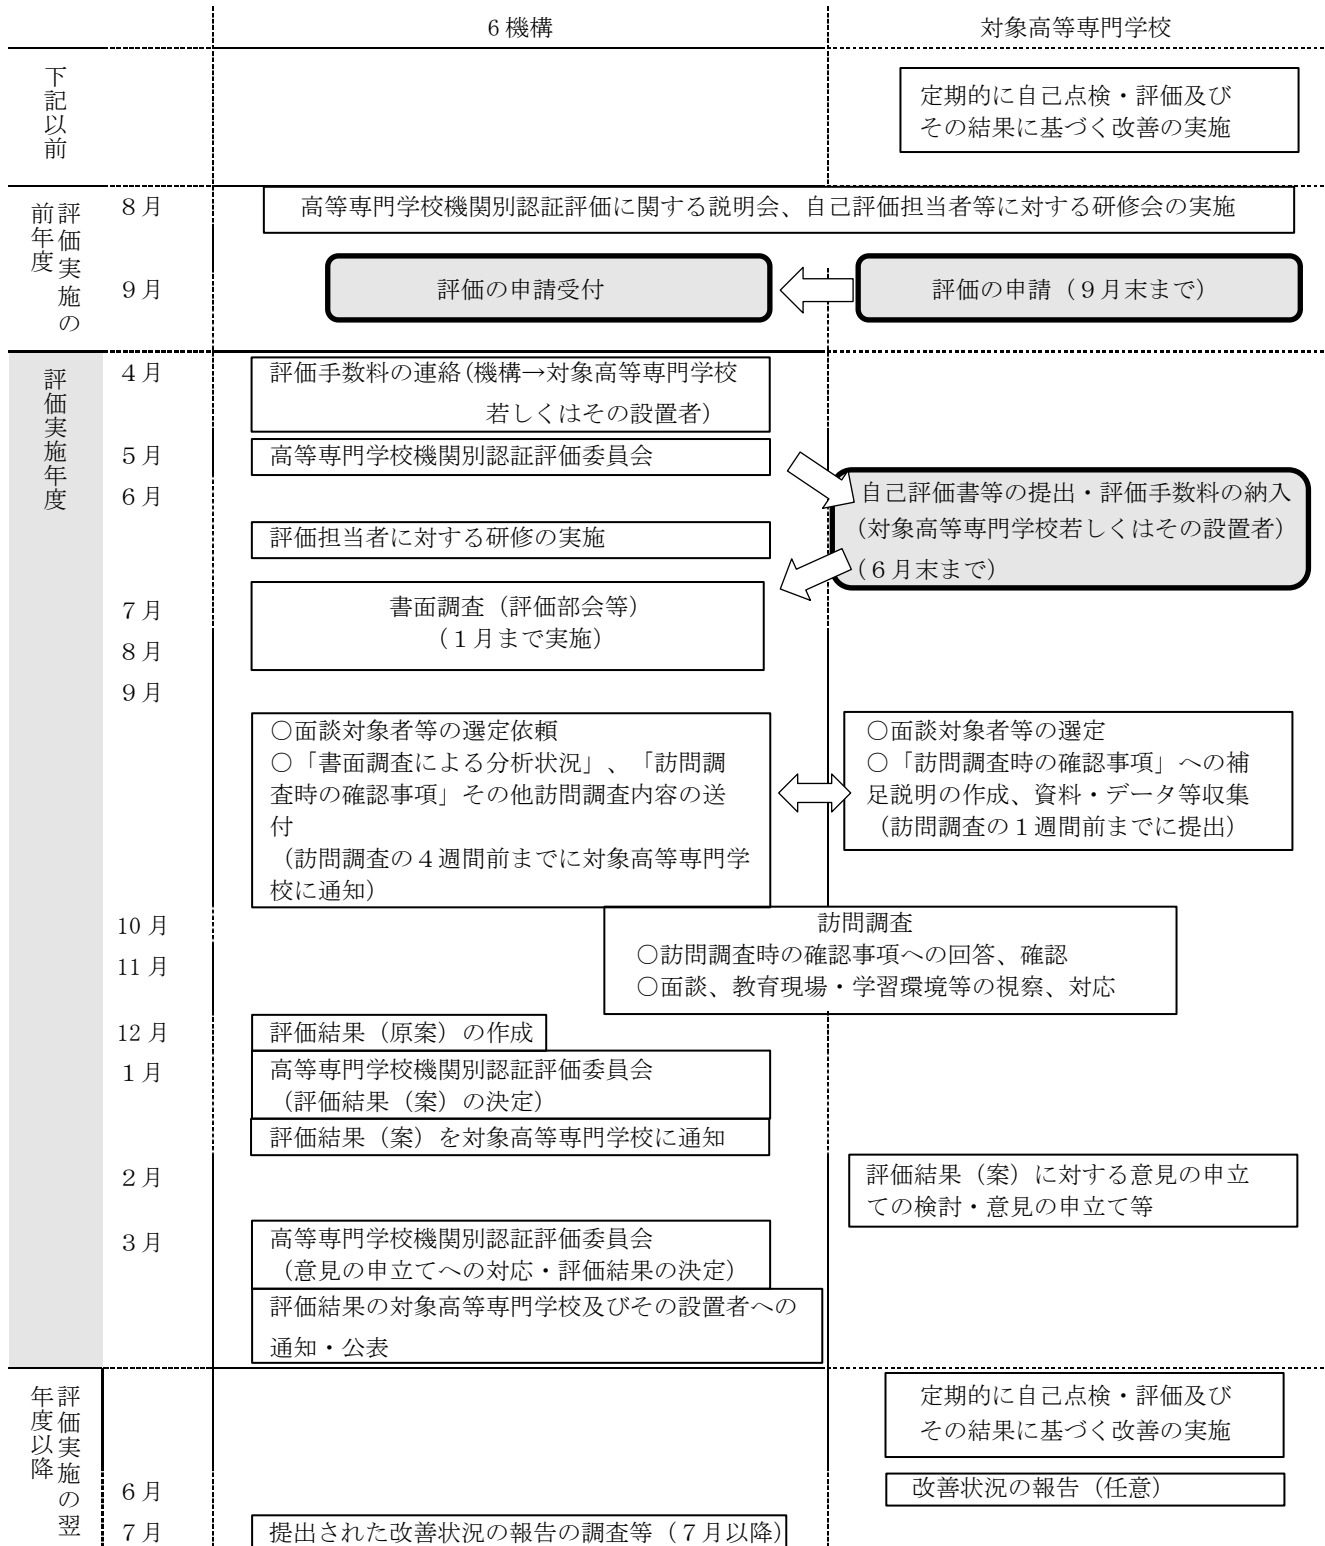 6 機構
対象高等専門学校
下記以前
定期的に自己点検・評価及び
その結果に基づく改善の実施
評価実施の
前年度
８月
高等専門学校機関別認証評価に関する説明会、自己評価担当者等に対する研修会の実施
９月
評価の申請受付
評価の申請（９月末まで）
評価実施年度
４月
評価手数料の連絡（機構→対象高等専門学校
若しくはその設置者）
５月
高等専門学校機関別認証評価委員会
６月
自己評価書等の提出・評価手数料の納入
（対象高等専門学校若しくはその設置者）
（６月末まで）
評価担当者に対する研修の実施
７月
書面調査（評価部会等）
（１月まで実施）
８月
９月
○面談対象者等の選定依頼
○「書面調査による分析状況」、「訪問調
査時の確認事項」その他訪問調査内容の送
付
（訪問調査の４週間前までに対象高等専門学
校に通知）
○面談対象者等の選定
○「訪問調査時の確認事項」への補
足説明の作成、資料・データ等収集
（訪問調査の１週間前までに提出）
10 月
訪問調査
○訪問調査時の確認事項への回答、確認
11 月
○面談、教育現場・学習環境等の視察、対応
12 月
評価結果（原案）の作成
１月
高等専門学校機関別認証評価委員会
（評価結果（案）の決定）
評価結果（案）を対象高等専門学校に通知
２月
評価結果（案）に対する意見の申立
ての検討・意見の申立て等
３月
高等専門学校機関別認証評価委員会
（意見の申立てへの対応・評価結果の決定）
評価結果の対象高等専門学校及びその設置者への
通知・公表
評価実施の翌
年度以降
定期的に自己点検・評価及び
その結果に基づく改善の実施
６月
改善状況の報告（任意）
７月
提出された改善状況の報告の調査等（７月以降）